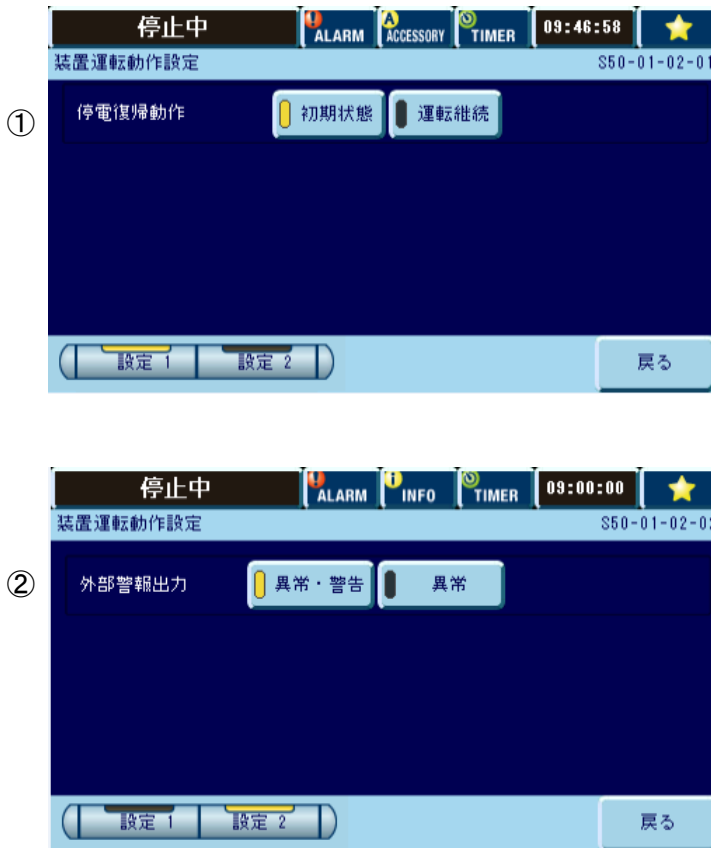 停止中 ALARM ACCESSORY TIMER 09:46:58
装置運転動作設定 S50-01-02-01
① 停電復帰動作 初期状態 運転継続
設定 1 設定 2 戻る
停止中 ALARM INFO TIMER 09:00:00
装置運転動作設定 S50-01-02-0
② 外部警報出力 異常・警告 異常
設定 1 設定 2 戻る